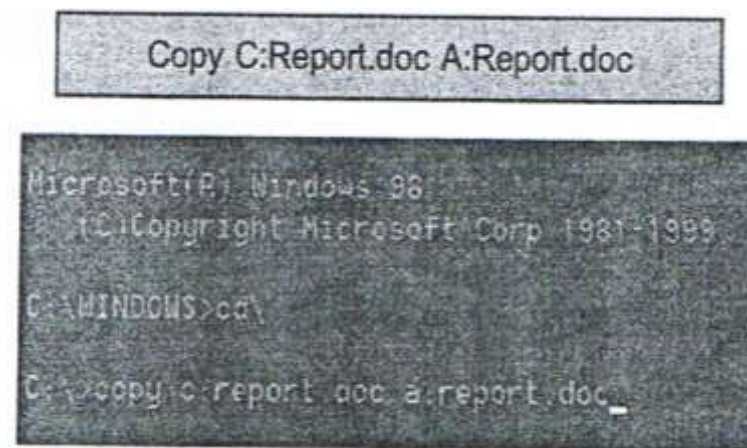 Copy C:Report.doc A:Report.doc
Microsoft(R) Windows 98
(C)Copyright Microsoft Corp 1981-1999.
C:\WINDOWS>cd\
C:\>copy c:report.doc a:report.doc_